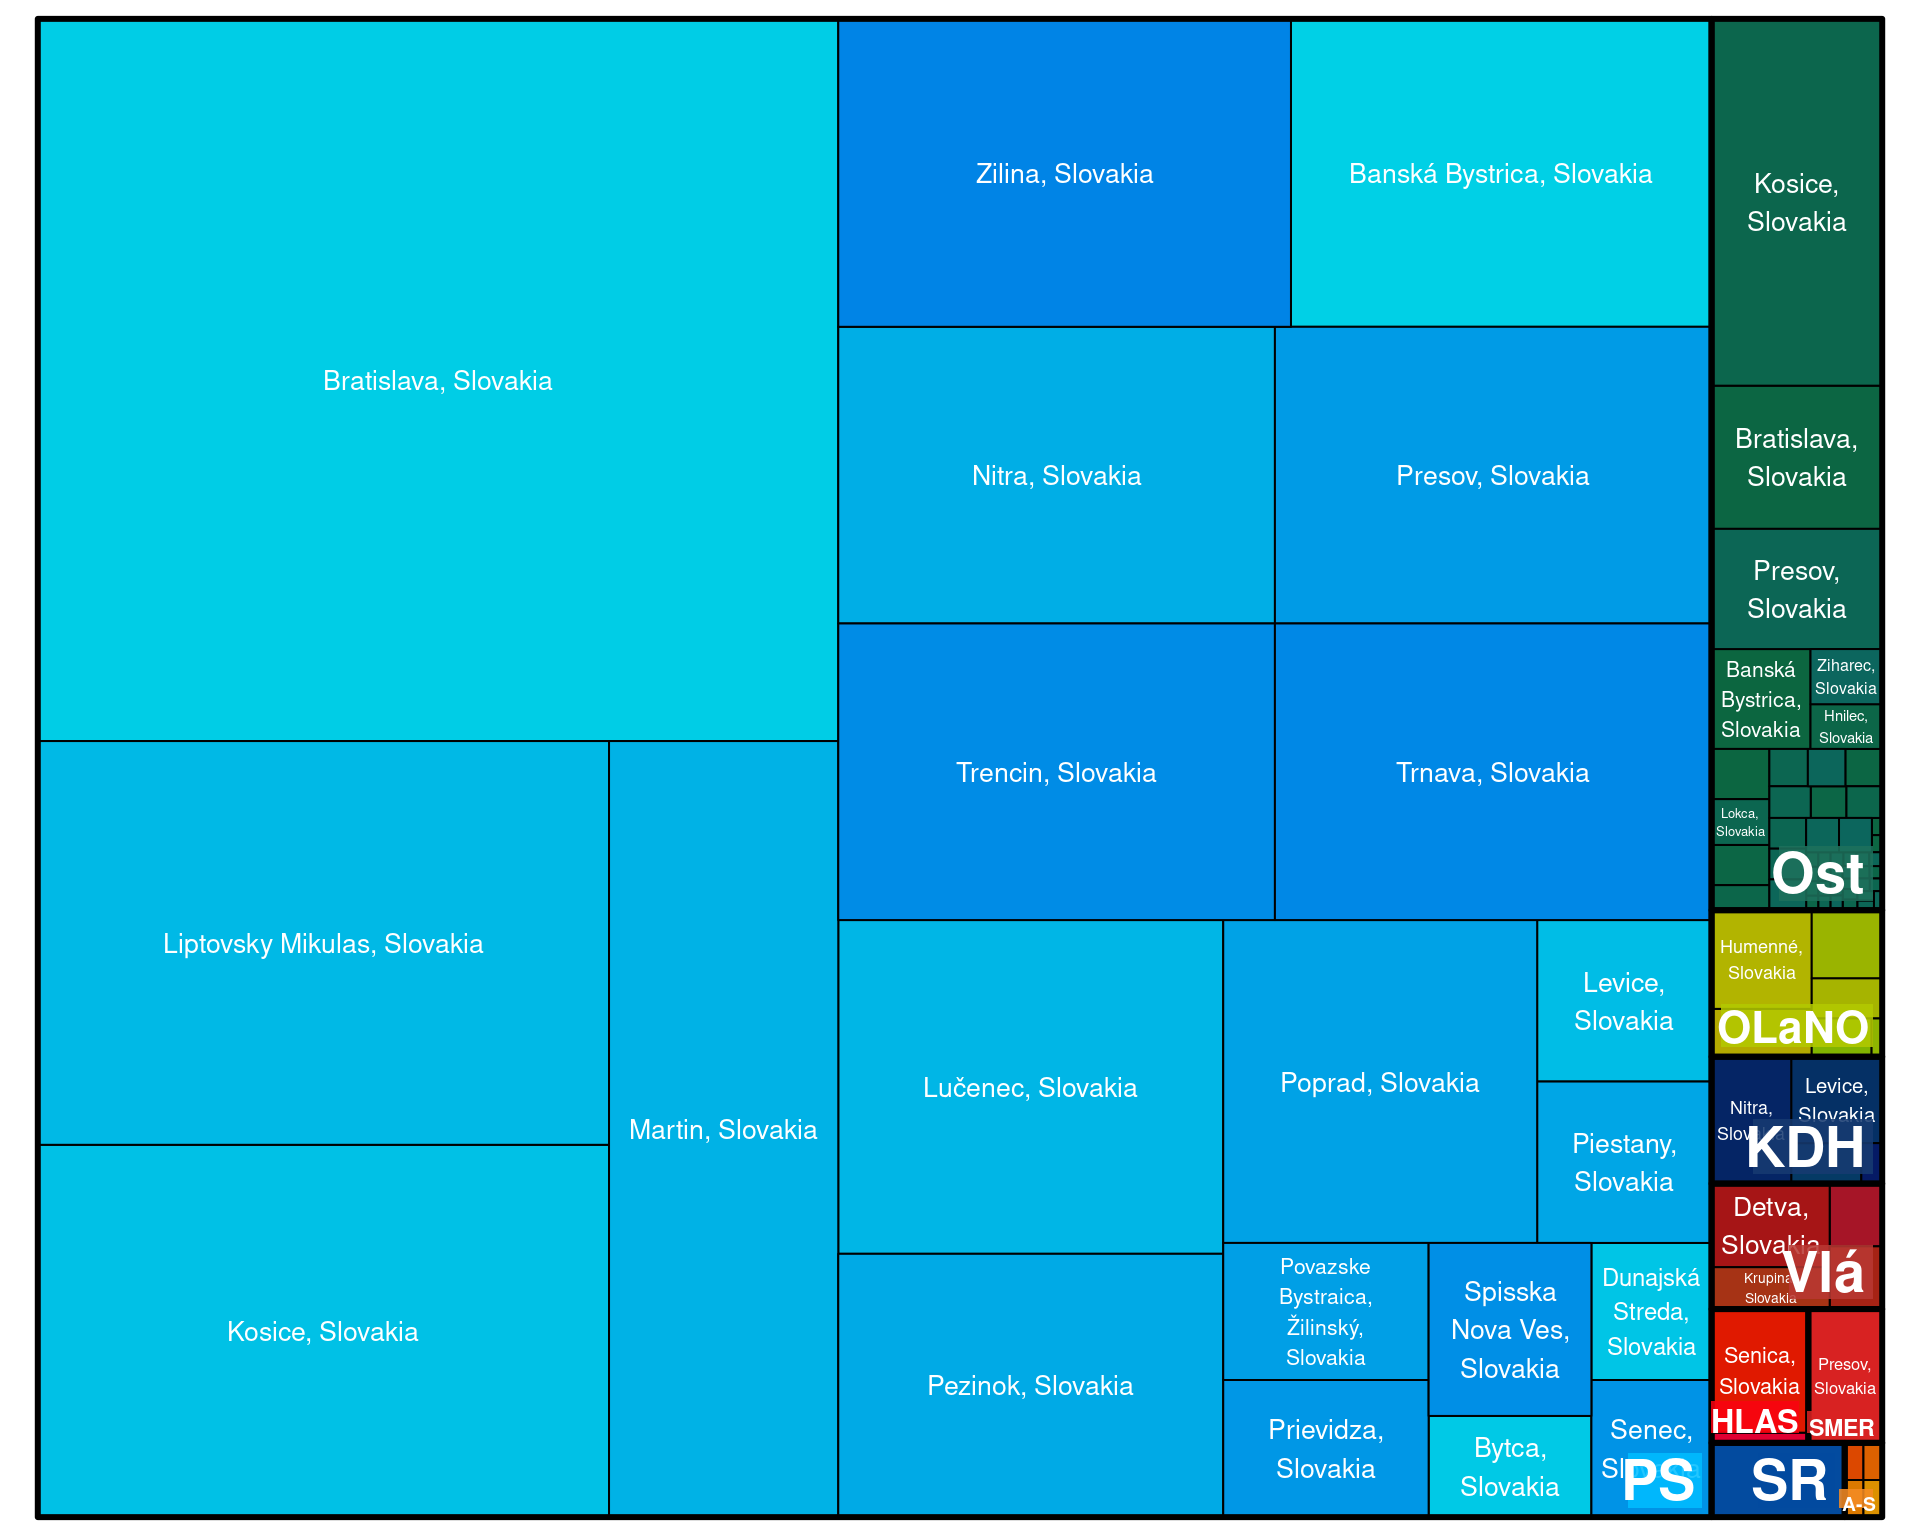 Bratislava, Slovakia
Zilina, Slovakia
Banská Bystrica, Slovakia
Nitra, Slovakia
Presov, Slovakia
Trencin, Slovakia
Trnava, Slovakia
Liptovsky Mikulas, Slovakia
Martin, Slovakia
Kosice, Slovakia
Lučenec, Slovakia
Pezinok, Slovakia
Poprad, Slovakia
Levice,
Slovakia
Piestany,
Slovakia
Povazske
Bystraica,
Žilinský,
Slovakia
Spisska
Nova Ves,
Slovakia
Dunajská
Streda,
Slovakia
Prievidza,
Slovakia
Bytca,
Slovakia
Senec,
Slovakia
PS
Kosice,
Slovakia
Bratislava,
Slovakia
Presov,
Slovakia
Banská
Bystrica,
Slovakia
Ziharec,
Slovakia
Hnilec,
Slovakia
Lokca,
Slovakia
Ost
Humenné,
Slovakia
OLaNO
Nitra,
Slovakia
Levice,
Slovakia
KDH
Detva,
Slovakia
Krupina,
Slovakia
Vlá
Senica,
Slovakia
HLAS
Presov,
Slovakia
SMER
SR
A-S